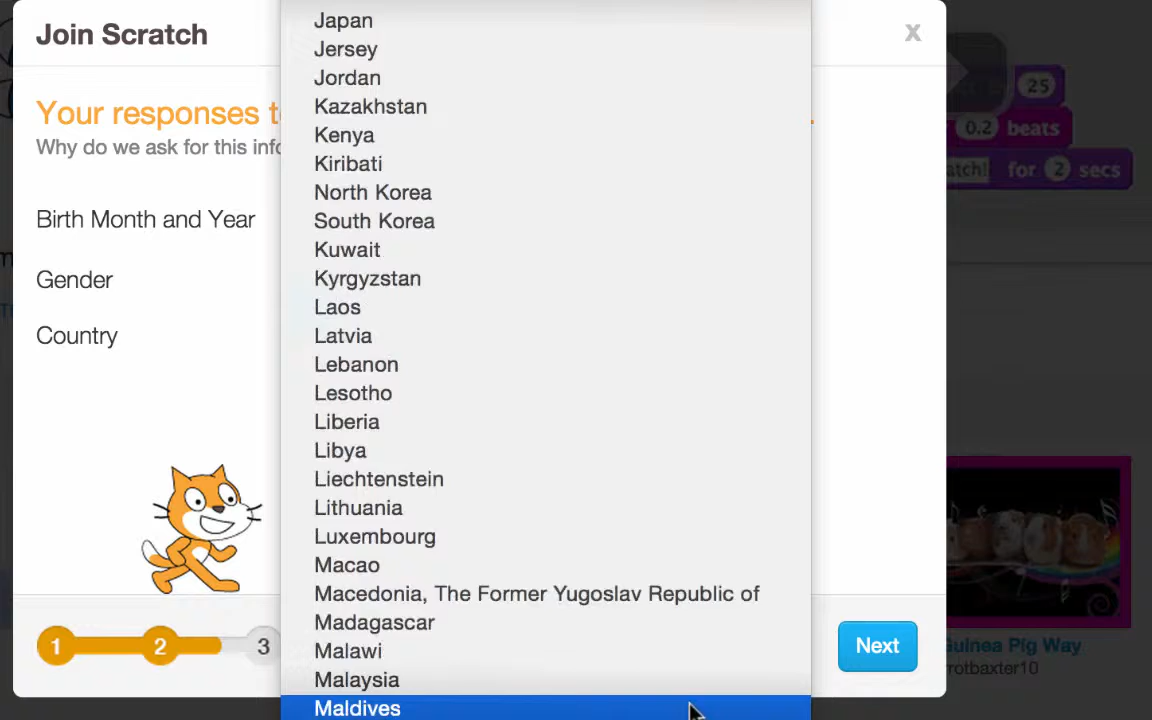 Join Scratch
x
Your responses t
Why do we ask for this info
Birth Month and Year
Gender
Country
Japan
Jersey
Jordan
Kazakhstan
Kenya
Kiribati
North Korea
South Korea
Kuwait
Kyrgyzstan
Laos
Latvia
Lebanon
Lesotho
Liberia
Libya
Liechtenstein
Lithuania
Luxembourg
Macao
Macedonia, The Former Yugoslav Republic of
Madagascar
Malawi
Malaysia
Maldives
1 2 3
Next
25
0.2 beats
atch! for 2 secs
Guinea Pig Way
rotbaxter10